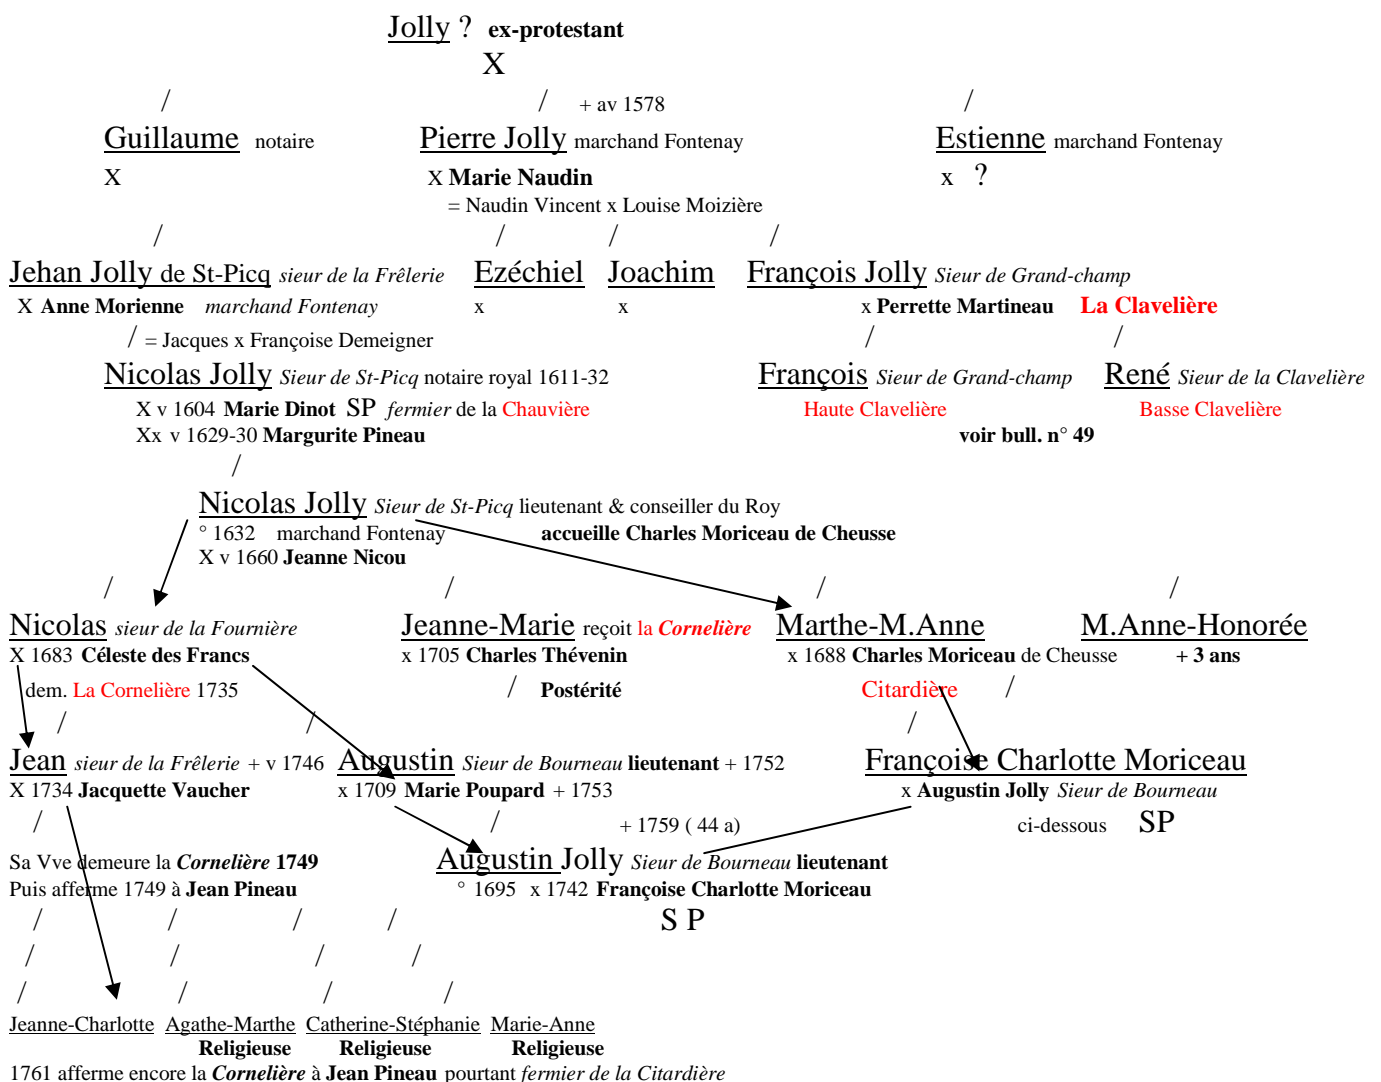 Jolly ? ex-protestant
X
/ / + av 1578 /
Guillaume notaire Pierre Jolly marchand Fontenay Estienne marchand Fontenay
X X Marie Naudin x ?
= Naudin Vincent x Louise Moizière
/ / / /
Jehan Jolly de St-Picq sieur de la Frêlerie Ezéchiel Joachim François Jolly Sieur de Grand-champ
X Anne Morienne marchand Fontenay x x x Perrette Martineau La Clavelière
/ = Jacques x Françoise Demeigner / /
Nicolas Jolly Sieur de St-Picq notaire royal 1611-32 François Sieur de Grand-champ René Sieur de la Clavelière
X v 1604 Marie Dinot SP fermier de la Chauvière Haute Clavelière Basse Clavelière
Xx v 1629-30 Margurite Pineau voir bull. n° 49
/
Nicolas Jolly Sieur de St-Picq lieutenant & conseiller du Roy
° 1632 marchand Fontenay accueille Charles Moriceau de Cheusse
X v 1660 Jeanne Nicou
/ / / /
Nicolas sieur de la Fournière Jeanne-Marie reçoit la Cornelière Marthe-M.Anne M.Anne-Honorée
X 1683 Céleste des Francs x 1705 Charles Thévenin x 1688 Charles Moriceau de Cheusse + 3 ans
dem. La Cornelière 1735 / Postérité Citardière /
/ / /
Jean sieur de la Frêlerie + v 1746 Augustin Sieur de Bourneau lieutenant + 1752 Françoise Charlotte Moriceau
X 1734 Jacquette Vaucher x 1709 Marie Poupard + 1753 x Augustin Jolly Sieur de Bourneau
/ / + 1759 ( 44 a) ci-dessous SP
Sa Vve demeure la Cornelière 1749 Augustin Jolly Sieur de Bourneau lieutenant
Puis afferme 1749 à Jean Pineau ° 1695 x 1742 Françoise Charlotte Moriceau
/ / / / S P
/ / / /
/ / / /
Jeanne-Charlotte Agathe-Marthe Catherine-Stéphanie Marie-Anne
Religieuse Religieuse Religieuse
1761 afferme encore la Cornelière à Jean Pineau pourtant fermier de la Citardière